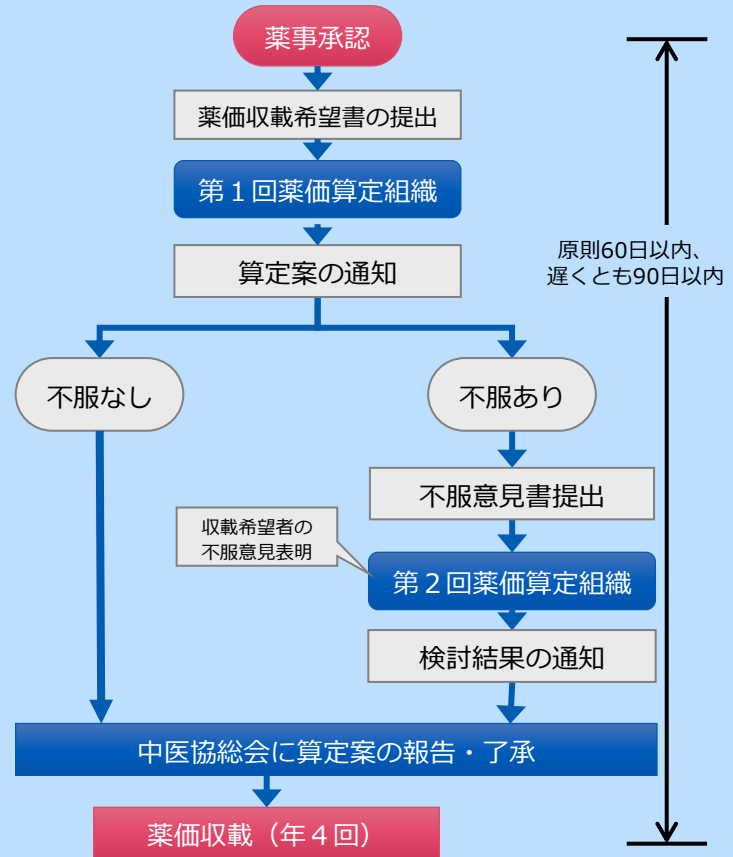 薬事承認
薬価収載希望書の提出
第１回薬価算定組織
算定案の通知
原則60日以内、
遅くとも90日以内
不服なし
不服あり
不服意見書提出
収載希望者の
不服意見表明
第２回薬価算定組織
検討結果の通知
中医協総会に算定案の報告・了承
薬価収載（年４回）